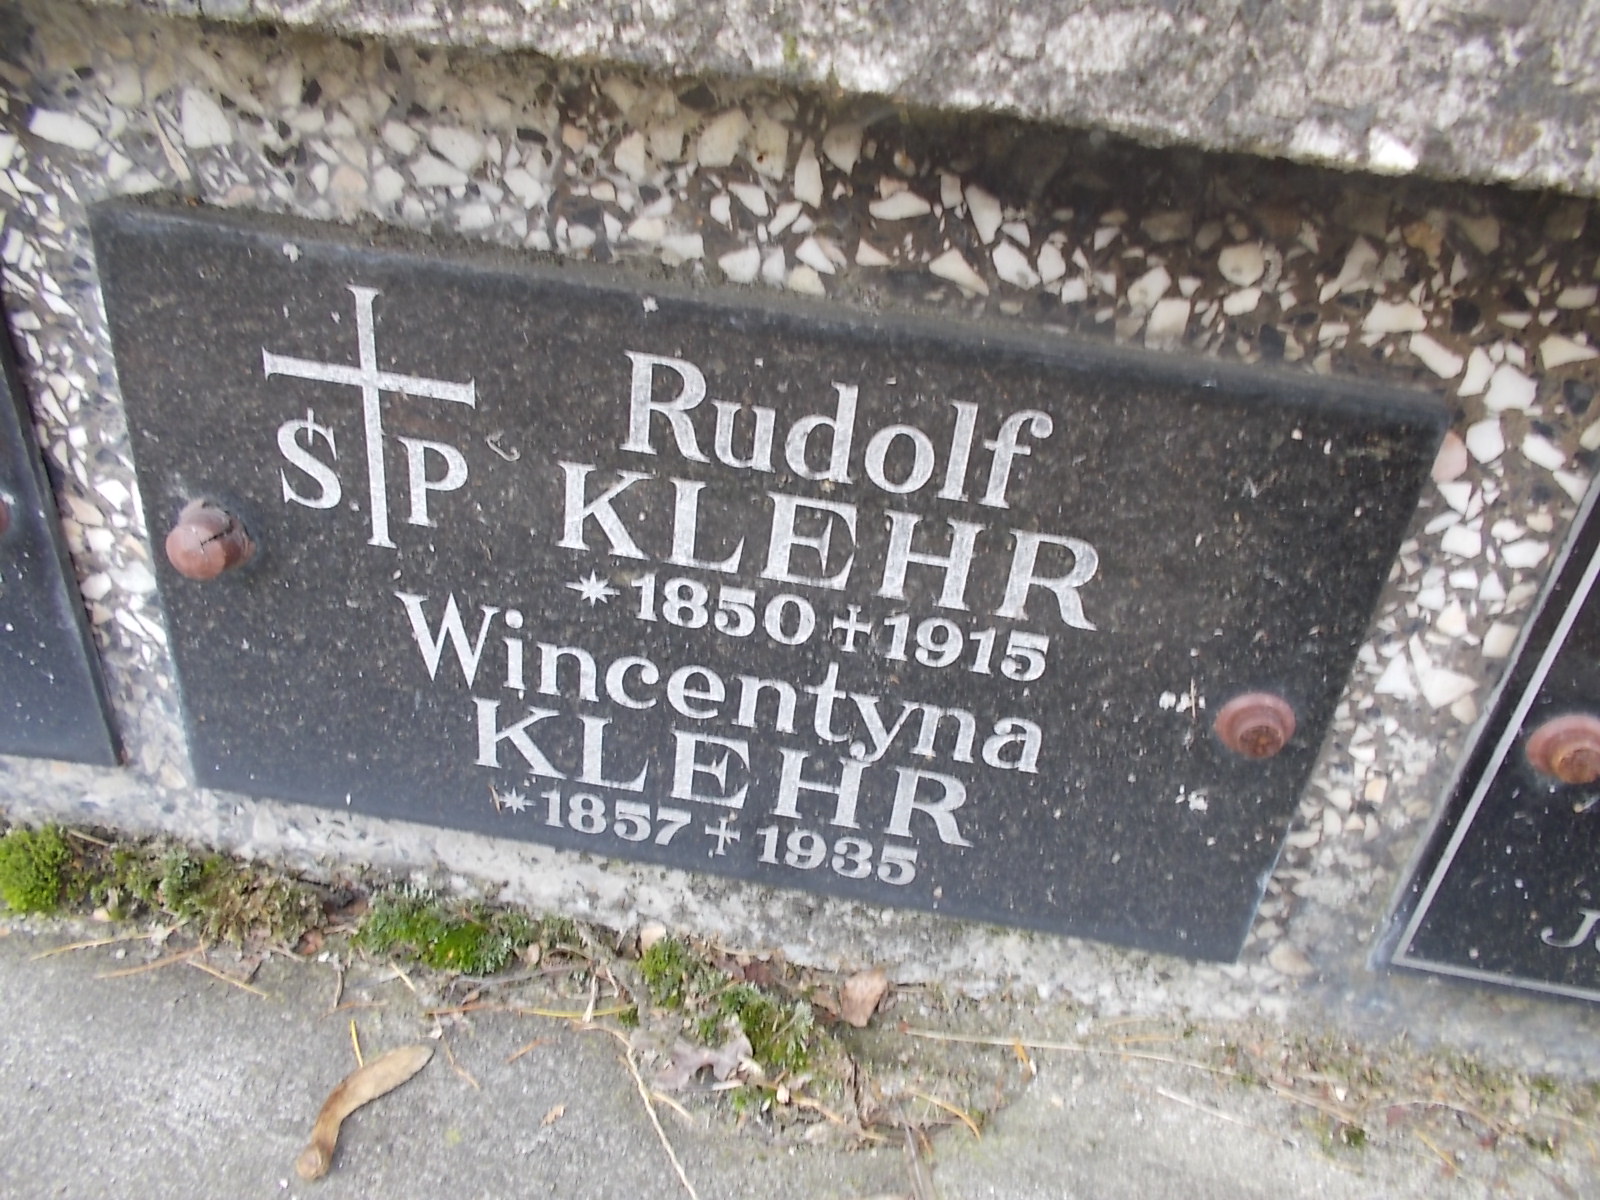 Ś P
Rudolf
KLEHR
* 1850 + 1915
Wincentyna
KLEHR
* 1857 + 1935